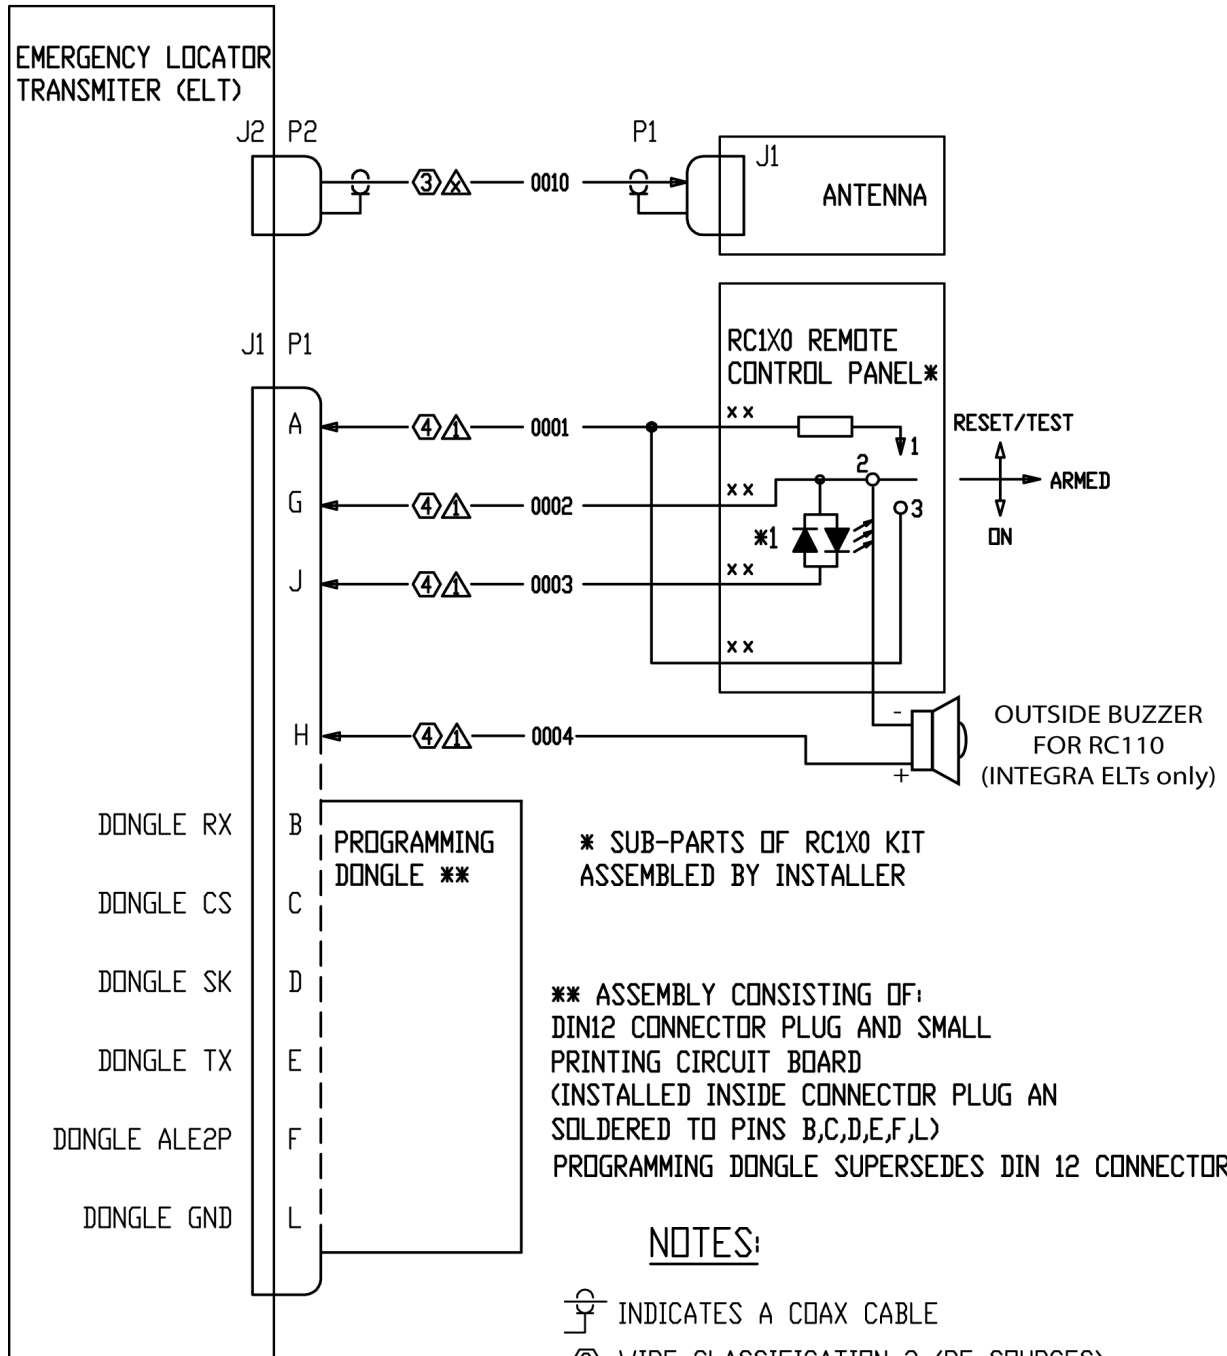 EMERGENCY LOCATOR
TRANSMITER (ELT)
J2 P2
P1
J1
3 X 0010
ANTENNA
J1 P1
RC1X0 REMOTE
CONTROL PANEL*
A 4 1 0001 XX
1
RESET/TEST
2
ARMED
G 4 1 0002 XX
3
ON
*1
J 4 1 0003 XX
XX
H 4 1 0004
-
+
OUTSIDE BUZZER
FOR RC110
(INTEGRA ELTs only)
DONGLE RX B
DONGLE CS C
DONGLE SK D
DONGLE TX E
DONGLE ALE2P F
DONGLE GND L
PROGRAMMING
DONGLE **
* SUB-PARTS OF RC1X0 KIT
ASSEMBLED BY INSTALLER
** ASSEMBLY CONSISTING OF:
DIN12 CONNECTOR PLUG AND SMALL
PRINTING CIRCUIT BOARD
(INSTALLED INSIDE CONNECTOR PLUG AN
SOLDERED TO PINS B,C,D,E,F,L)
PROGRAMMING DONGLE SUPERSEDES DIN 12 CONNECTOR
NOTES:
INDICATES A COAX CABLE